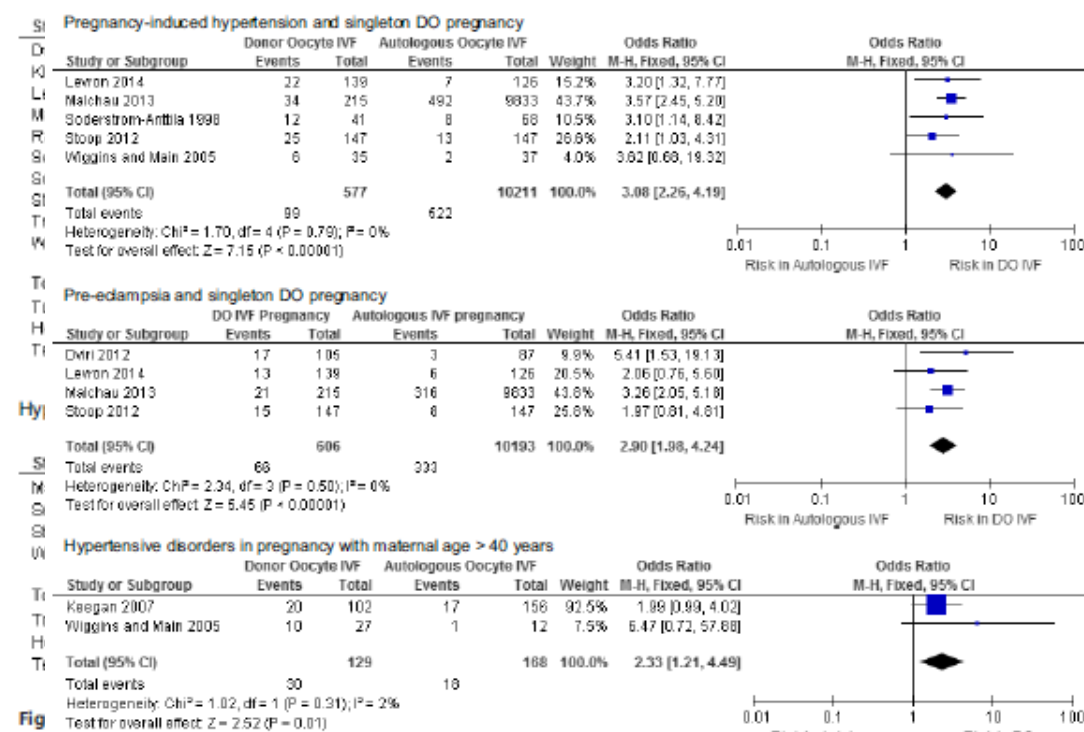 Pregnancy-induced hypertension and singleton DO pregnancy
Donor Oocyte IVF Autologous Oocyte IVF Odds Ratio Odds Ratio
Study or Subgroup Events Total Events Total Weight M-H, Fixed, 95% CI M-H, Fixed, 95% CI
Levron 2014 22 139 7 126 15.2% 3.20 [1.32, 7.77]
Malchau 2013 34 215 492 9833 43.7% 3.57 [2.45, 5.20]
Soderstrom-Anttila 1998 12 41 8 68 10.5% 3.10 [1.14, 8.42]
Stoop 2012 25 147 13 147 26.6% 2.11 [1.03, 4.31]
Wiggins and Main 2005 6 35 2 37 4.0% 3.62 [0.68, 19.32]
Total (95% CI) 577 10211 100.0% 3.08 [2.26, 4.19]
Total events 99 522
Heterogeneity: Chi² = 1.70, df = 4 (P = 0.79); I² = 0%
Test for overall effect: Z = 7.15 (P < 0.00001)
0.01 0.1 1 10 100
Risk in Autologous IVF Risk in DO IVF
Pre-eclampsia and singleton DO pregnancy
DO IVF Pregnancy Autologous IVF pregnancy Odds Ratio Odds Ratio
Study or Subgroup Events Total Events Total Weight M-H, Fixed, 95% CI M-H, Fixed, 95% CI
Dviri 2012 17 105 3 87 9.9% 5.41 [1.53, 19.13]
Levron 2014 13 139 6 126 20.5% 2.06 [0.76, 5.60]
Malchau 2013 21 215 316 9833 43.8% 3.26 [2.05, 5.18]
Stoop 2012 15 147 8 147 25.8% 1.97 [0.81, 4.81]
Total (95% CI) 606 10193 100.0% 2.90 [1.98, 4.24]
Total events 66 333
Heterogeneity: Chi² = 2.34, df = 3 (P = 0.50); I² = 0%
Test for overall effect: Z = 5.45 (P < 0.00001)
0.01 0.1 1 10 100
Risk in Autologous IVF Risk in DO IVF
Hyp
Hypertensive disorders in pregnancy with maternal age > 40 years
Donor Oocyte IVF Autologous Oocyte IVF Odds Ratio Odds Ratio
Study or Subgroup Events Total Events Total Weight M-H, Fixed, 95% CI M-H, Fixed, 95% CI
Keegan 2007 20 102 17 156 92.5% 1.99 [0.99, 4.02]
Wiggins and Main 2005 10 27 1 12 7.5% 6.47 [0.72, 57.88]
Total (95% CI) 129 168 100.0% 2.33 [1.21, 4.49]
Total events 30 18
Heterogeneity: Chi² = 1.02, df = 1 (P = 0.31); I² = 2%
Test for overall effect: Z = 2.52 (P = 0.01)
0.01 0.1 1 10 100
Fig